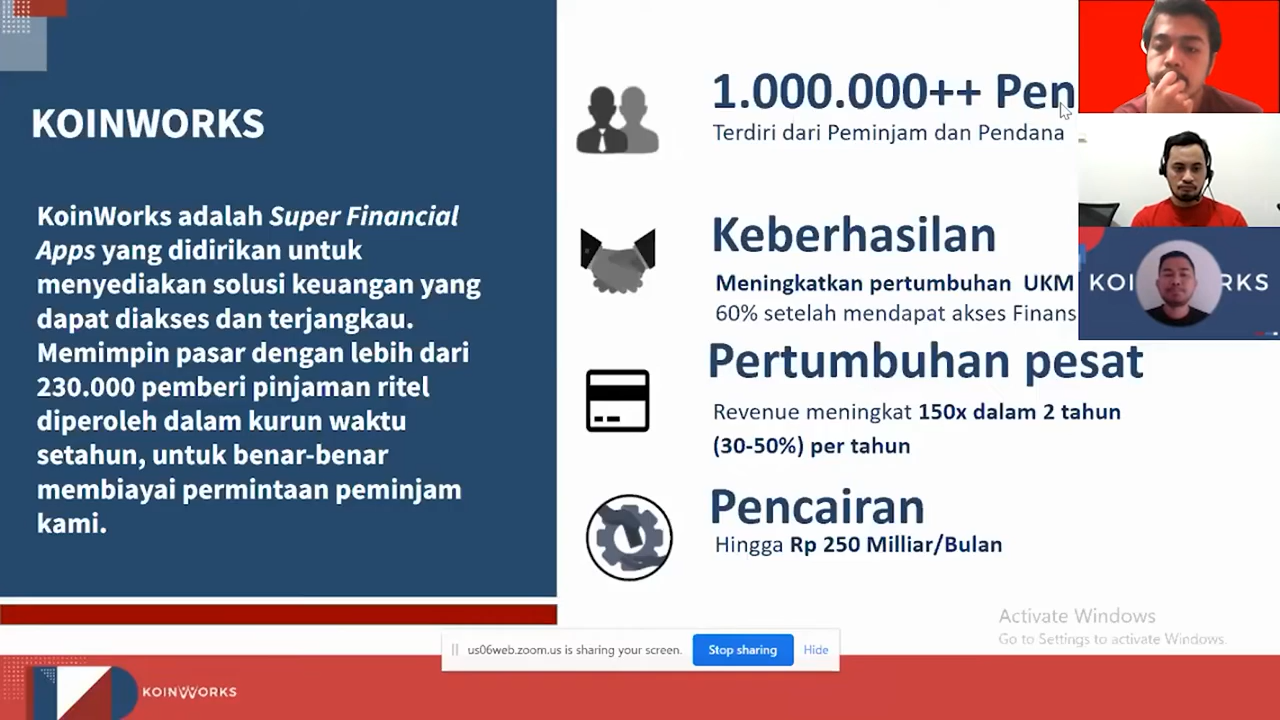 KOINWORKS
KoinWorks adalah Super Financial
Apps yang didirikan untuk
menyediakan solusi keuangan yang
dapat diakses dan terjangkau.
Memimpin pasar dengan lebih dari
230.000 pemberi pinjaman ritel
diperoleh dalam kurun waktu
setahun, untuk benar-benar
membiayai permintaan peminjam
kami.
1.000.000++ Pen
Terdiri dari Peminjam dan Pendana
Keberhasilan
Meningkatkan pertumbuhan UKM
60% setelah mendapat akses Finans
Pertumbuhan pesat
Revenue meningkat 150x dalam 2 tahun
(30-50%) per tahun
Pencairan
Hingga Rp 250 Milliar/Bulan
KOI RKS
Activate Windows
Go to Settings to activate Windows.
us06web.zoom.us is sharing your screen. Stop sharing Hide
KOINWORKS